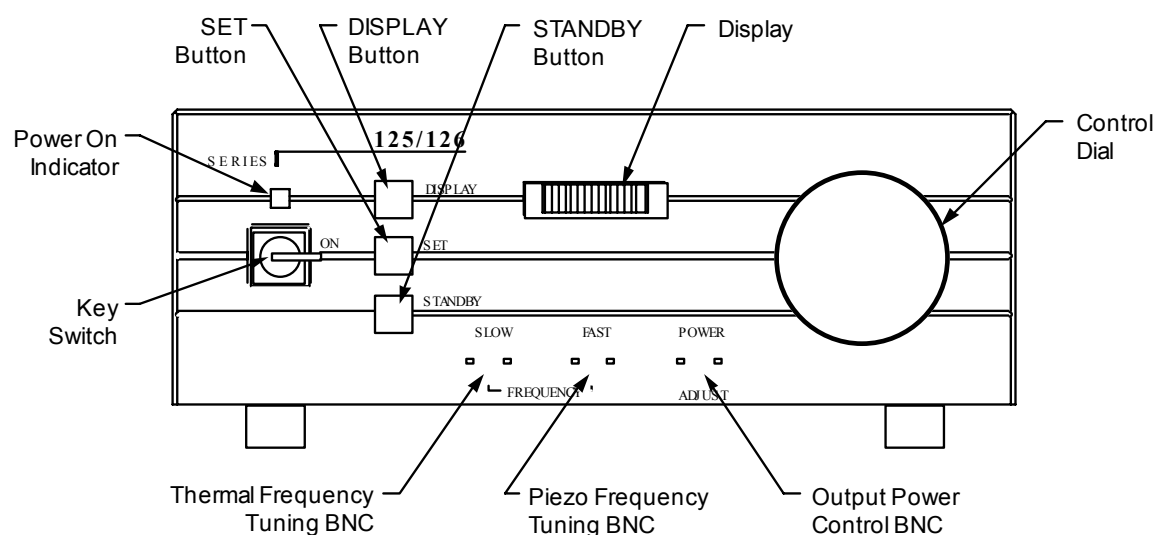 SET
Button
DISPLAY
Button
STANDBY
Button
Display
Power On
Indicator
Control
Dial
125/126
SERIES
DISPLAY
ON
SET
Key
Switch
STANDBY
SLOW
FAST
POWER
FREQUENCY
ADJUST
Thermal Frequency
Tuning BNC
Piezo Frequency
Tuning BNC
Output Power
Control BNC